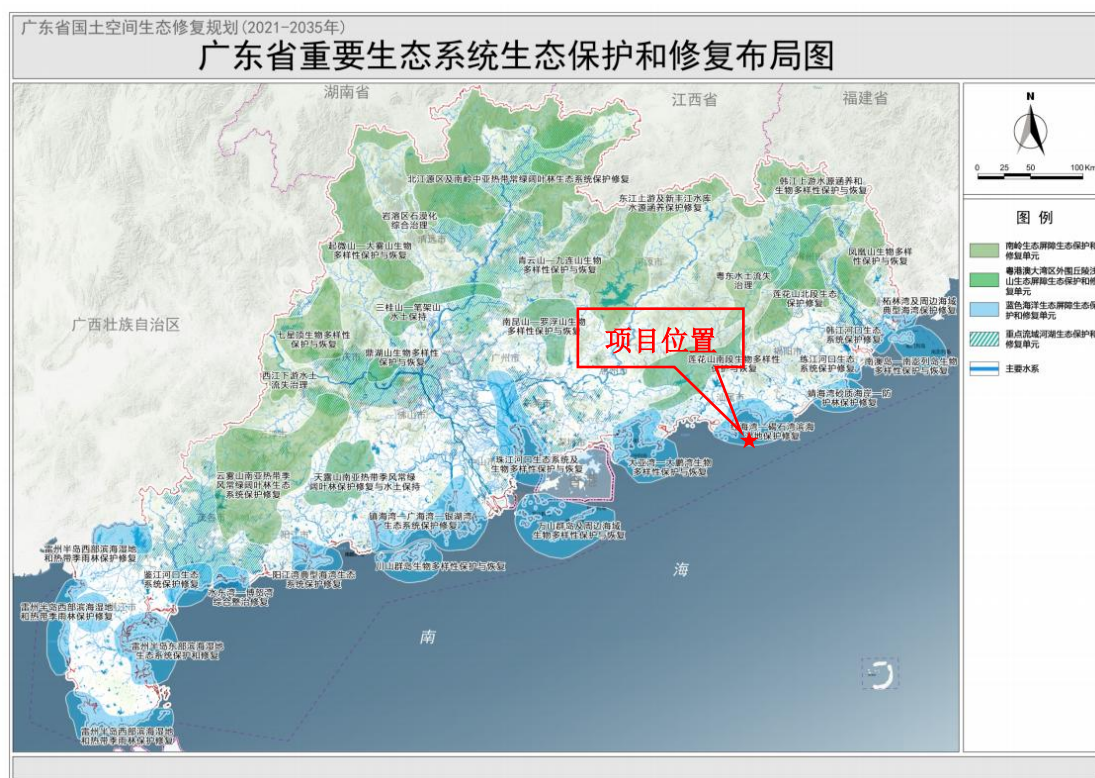 广东省国土空间生态修复规划(2021-2035年)
广东省重要生态系统生态保护和修复布局图
湖南省
江西省
福建省
广西壮族自治区
北江源区及南岭中亚热带常绿阔叶林生态系统保护修复
韩江上游水源涵养和
生物多样性保护与恢复
东江上游及新丰江水库
水源涵养保护修复
岩溶区石漠化
综合治理
清远市
起微山—大雾山生物
多样性保护与恢复
青云山—九连山生物
多样性保护与恢复
凤凰山生物多样
性保护与恢复
粤东水土流失
治理
莲花山北段生态
保护修复
柘林湾及周边海域
典型海湾保护修复
三桂山—笔架山
水土保持
南昆山—罗浮山生物
多样性保护与恢复
韩江河口生态
系统保护修复
项目位置
七星顶生物多样性
保护与恢复
鼎湖山生物多样性
保护与恢复
广州市
莲花山南段生物多样性
保护与恢复
揭阳市
练江河口生态
系统保护修复
南澳岛—南澎列岛生物
多样性保护与恢复
西江下游水土
流失治理
佛山市
靖海湾砂质海岸—防
护林保护修复
珠江河口生态系统及
生物多样性保护与恢复
大亚湾—大鹏湾生物
多样性保护与恢复
云雾山南亚热带季
风常绿阔叶林生态
系统保护修复
天露山南亚热带季风常绿
阔叶林保护修复与水土保持
镇海湾—广海湾—银湖湾
生态系统保护修复
万山群岛及周边海域
生物多样性保护与恢复
川山群岛生物多样性保护与恢复
雷州半岛西部滨海湿地
和热带季雨林保护修复
鉴江河口生态
系统保护修复
水东湾—博贺湾
综合整治修复
阳江湾典型海湾生态
系统保护修复
雷州半岛西部滨海湿地
和热带季雨林保护修复
雷州半岛东部滨海湿地
生态系统保护和修复
雷州半岛西部滨海湿地
和热带季雨林保护修复
南
海
N
0 25 50 100 Km
图 例
南岭生态屏障生态保护和
修复单元
粤港澳大湾区外围丘陵浅
山生态屏障生态保护和修
复单元
蓝色海洋生态屏障生态保
护和修复单元
重点流域河湖生态保护和
修复单元
主要水系